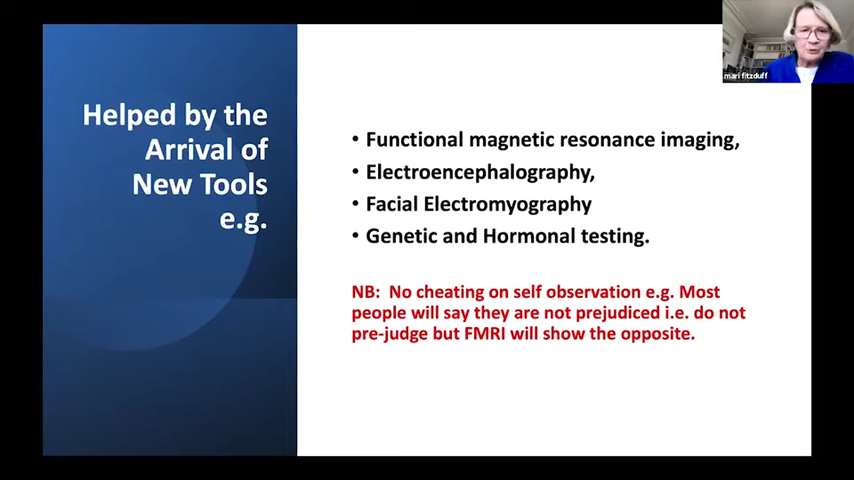 Helped by the
Arrival of
New Tools
e.g.
• Functional magnetic resonance imaging,
• Electroencephalography,
• Facial Electromyography
• Genetic and Hormonal testing.
NB:  No cheating on self observation e.g. Most
people will say they are not prejudiced i.e. do not
pre-judge but FMRI will show the opposite.
mari fitzduff